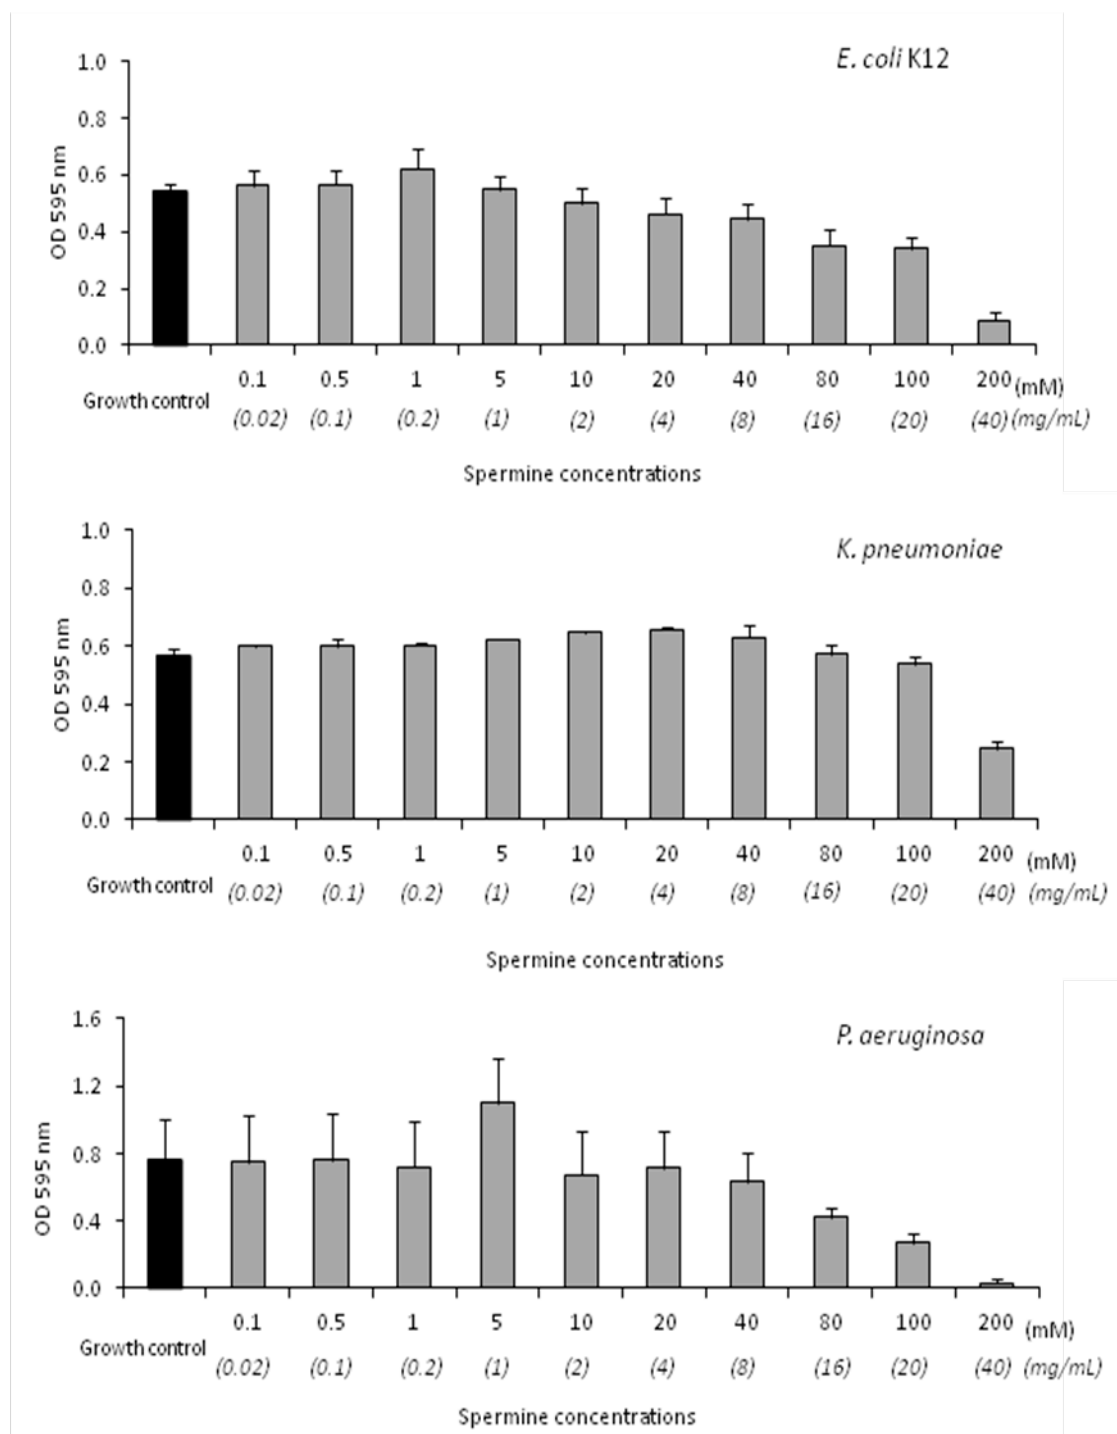 E. coli K12
1.0
0.8
0.6
0.4
0.2
0.0
OD 595 nm
0.1 0.5 1 5 10 20 40 80 100 200 (mM)
Growth control
(0.02) (0.1) (0.2) (1) (2) (4) (8) (16) (20) (40) (mg/mL)
Spermine concentrations
K. pneumoniae
1.0
0.8
0.6
0.4
0.2
0.0
OD 595 nm
0.1 0.5 1 5 10 20 40 80 100 200 (mM)
Growth control (0.02) (0.1) (0.2) (1) (2) (4) (8) (16) (20) (40) (mg/mL)
Spermine concentrations
P. aeruginosa
1.6
1.2
0.8
0.4
0.0
OD 595 nm
0.1 0.5 1 5 10 20 40 80 100 200 (mM)
Growth control
(0.02) (0.1) (0.2) (1) (2) (4) (8) (16) (20) (40) (mg/mL)
Spermine concentrations